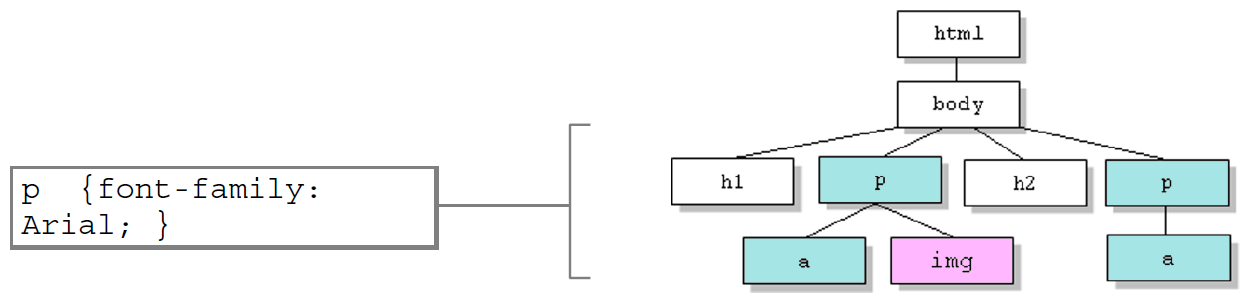 html
body
h1
p
h2
p
p {font-family:
Arial; }
a
img
a